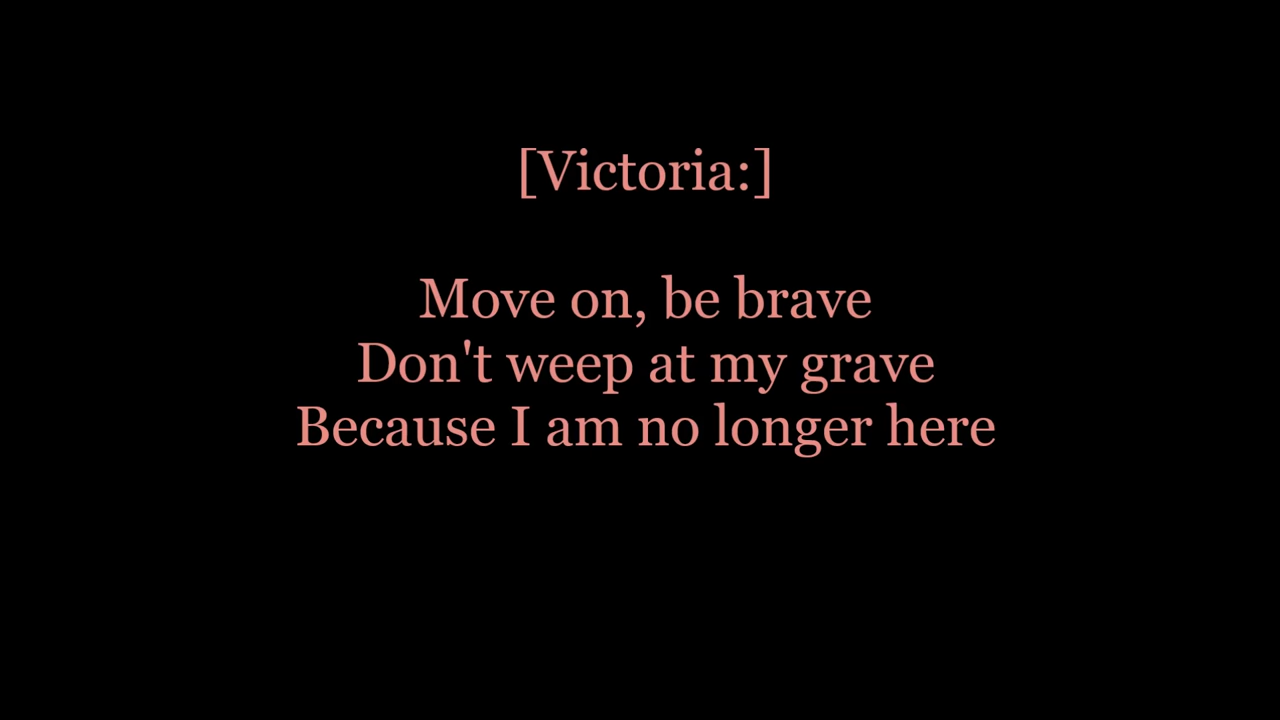 [Victoria:]
Move on, be brave
Don't weep at my grave
Because I am no longer here